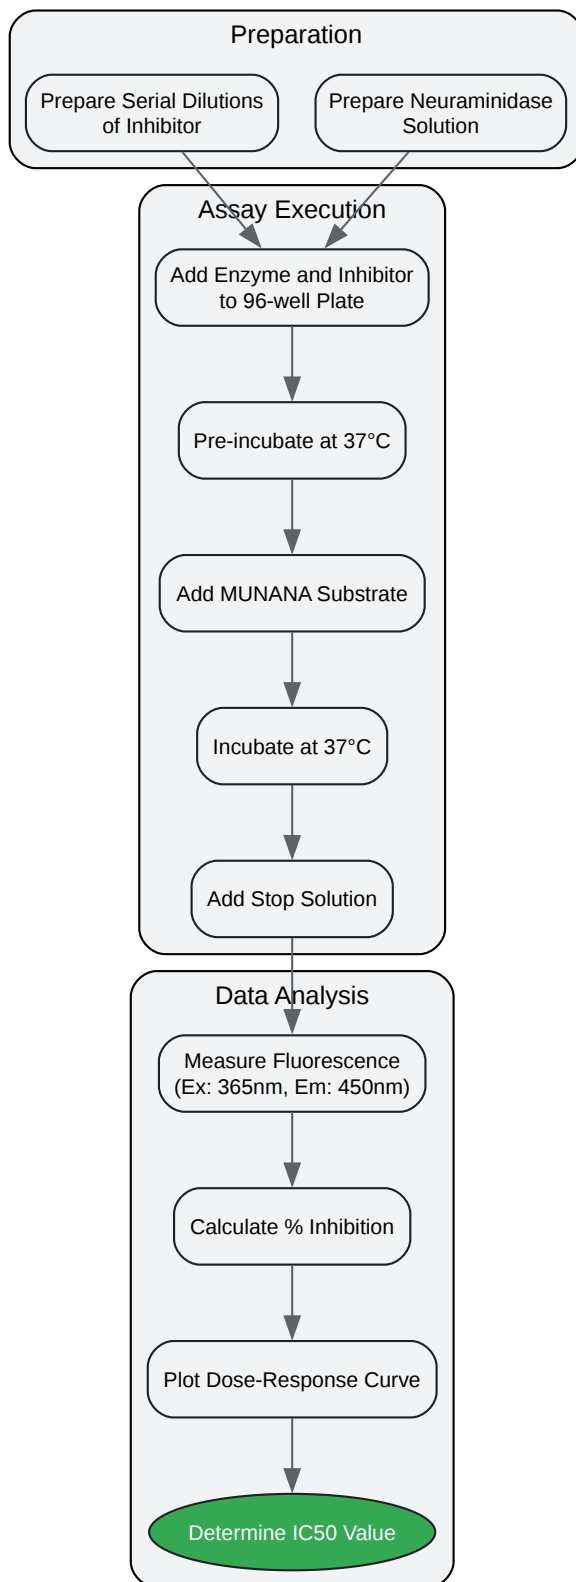 Preparation
Prepare Serial Dilutions
of Inhibitor
Prepare Neuraminidase
Solution
Assay Execution
Add Enzyme and Inhibitor
to 96-well Plate
Pre-incubate at 37°C
Add MUNANA Substrate
Incubate at 37°C
Add Stop Solution
Data Analysis
Measure Fluorescence
(Ex: 365nm, Em: 450nm)
Calculate % Inhibition
Plot Dose-Response Curve
Determine IC50 Value